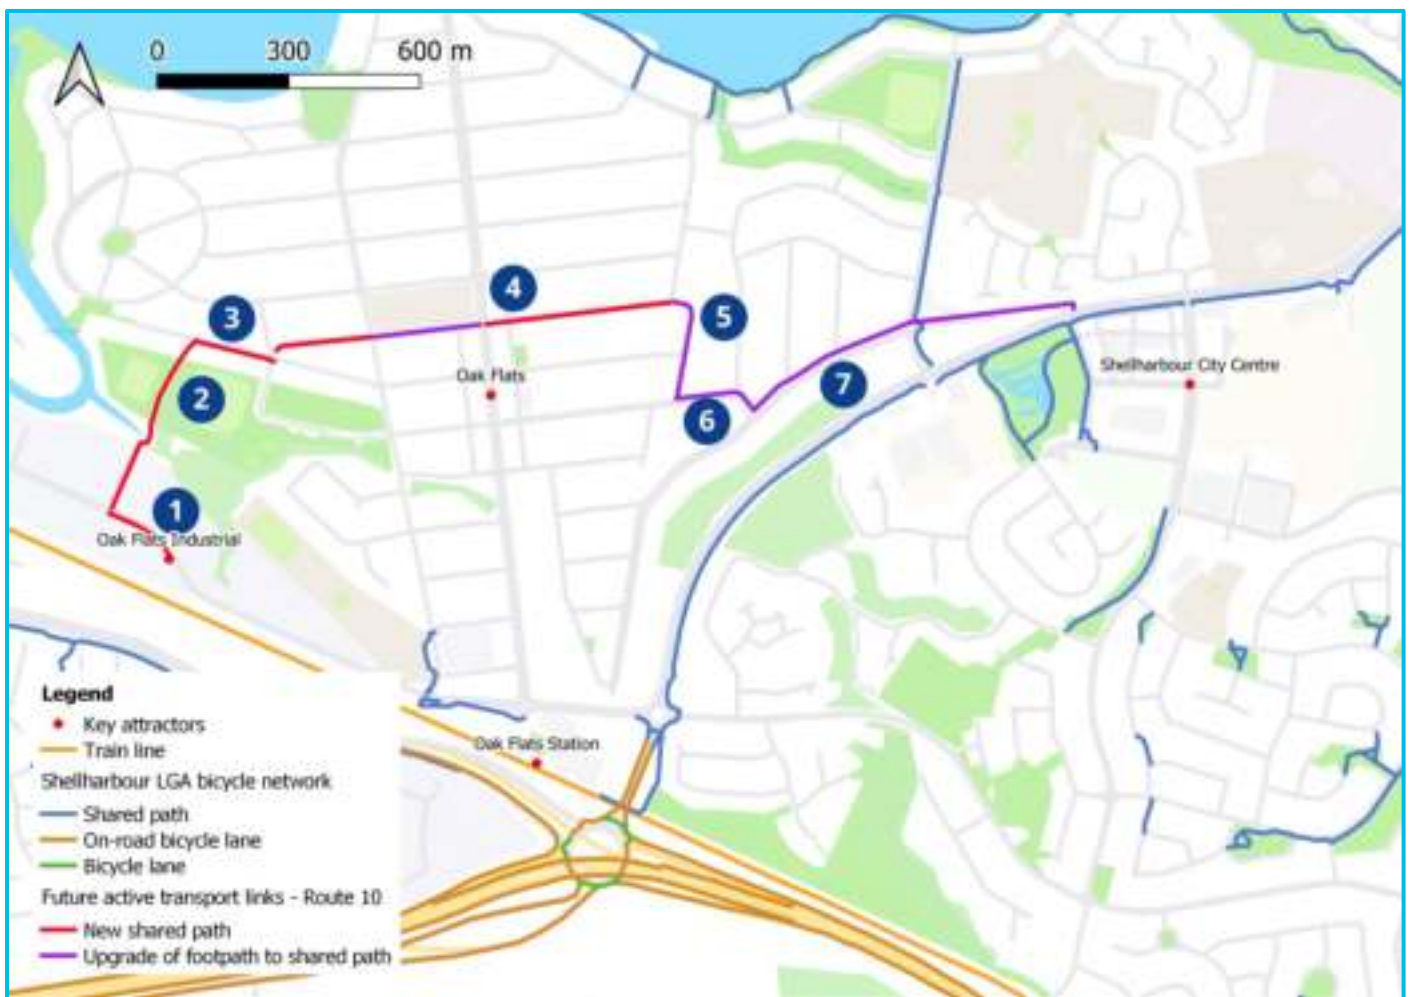 0 300 600 m
3
4
5
2
Oak Flats
6
7
Shellharbour City Centre
1
Oak Flats Industrial
Legend
Key attractors
Train line
Shellharbour LGA bicycle network
Shared path
On-road bicycle lane
Bicycle lane
Future active transport links - Route 10
New shared path
Upgrade of footpath to shared path
Oak Flats Station